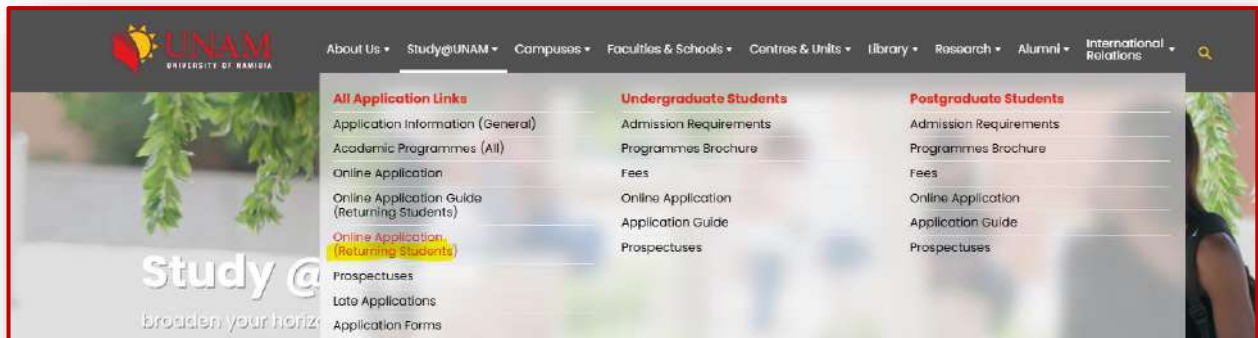 UNAM
UNIVERSITY OF NAMIBIA
About Us
Study@UNAM
Campuses
Faculties & Schools
Centres & Units
Library
Research
Alumni
International
Relations
All Application Links
Application Information (General)
Academic Programmes (All)
Online Application
Online Application Guide
(Returning Students)
Online Application
(Returning Students)
Prospectuses
Late Applications
Application Forms
Undergraduate Students
Admission Requirements
Programmes Brochure
Fees
Online Application
Application Guide
Prospectuses
Postgraduate Students
Admission Requirements
Programmes Brochure
Fees
Online Application
Application Guide
Prospectuses
Study @
broaden your horiz